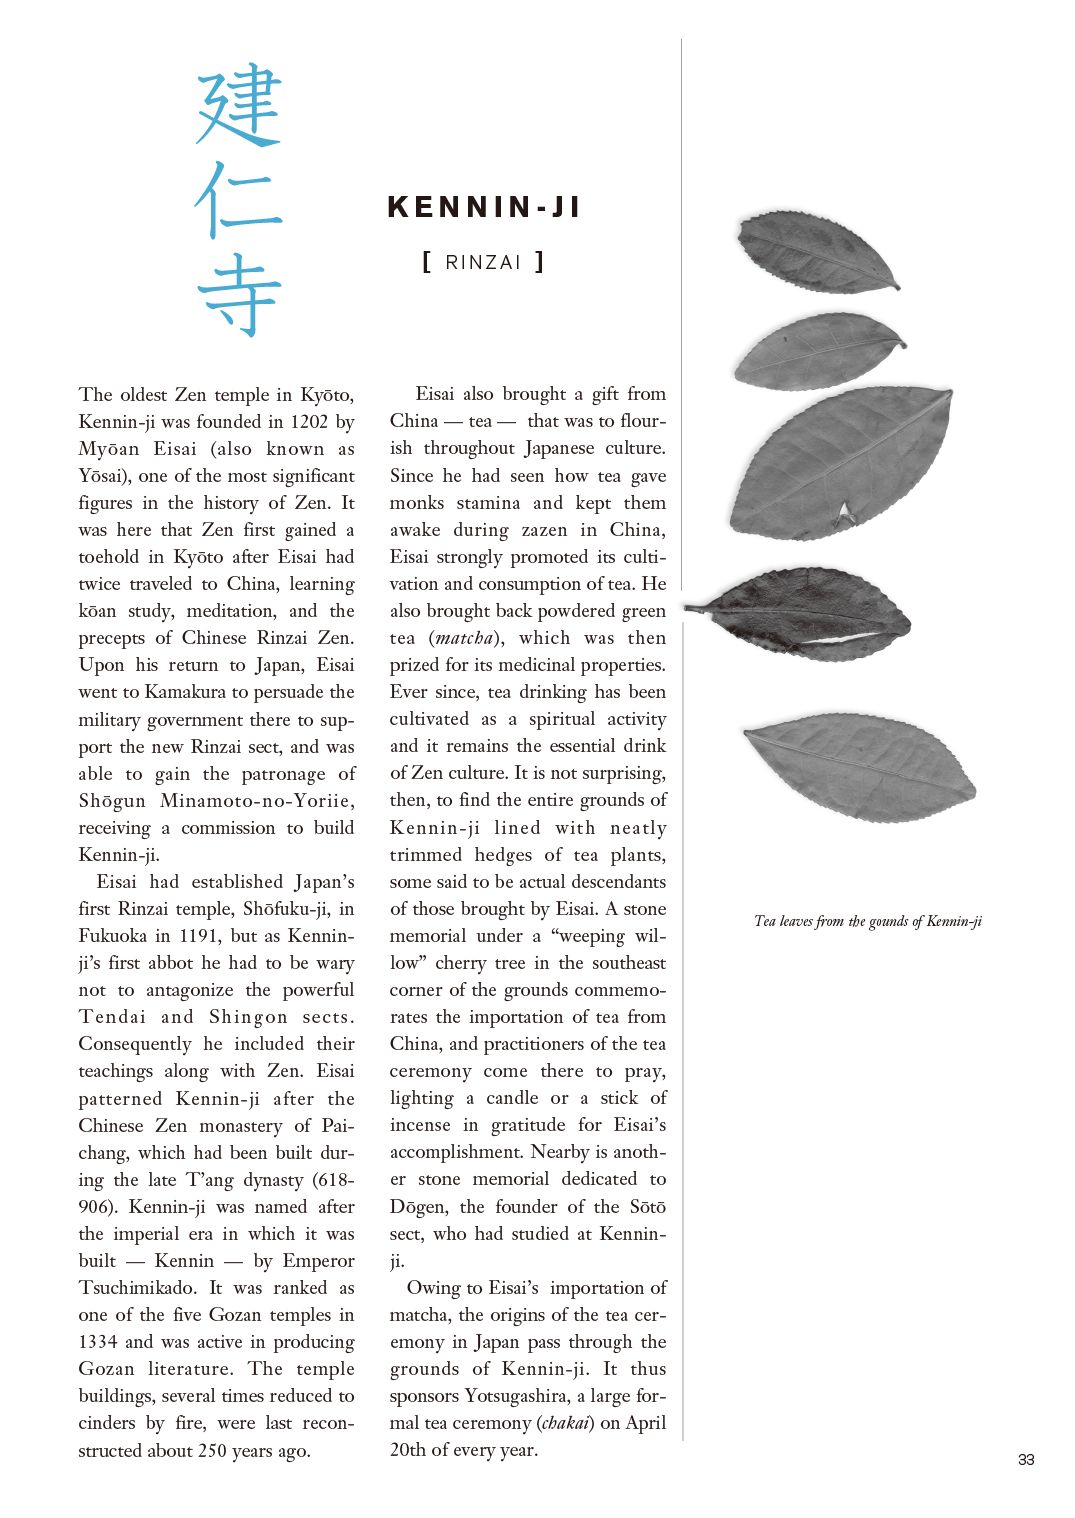 建
仁
寺
KENNIN-JI
[ RINZAI ]
The oldest Zen temple in Kyōto,
Kennin-ji was founded in 1202 by
Myōan Eisai (also known as
Yōsai), one of the most significant
figures in the history of Zen. It
was here that Zen first gained a
toehold in Kyōto after Eisai had
twice traveled to China, learning
kōan study, meditation, and the
precepts of Chinese Rinzai Zen.
Upon his return to Japan, Eisai
went to Kamakura to persuade the
military government there to sup-
port the new Rinzai sect, and was
able to gain the patronage of
Shōgun Minamoto-no-Yoriie,
receiving a commission to build
Kennin-ji.
Eisai had established Japan's
first Rinzai temple, Shōfuku-ji, in
Fukuoka in 1191, but as Kennin-
ji's first abbot he had to be wary
not to antagonize the powerful
Tendai and Shingon sects.
Consequently he included their
teachings along with Zen. Eisai
patterned Kennin-ji after the
Chinese Zen monastery of Pai-
chang, which had been built dur-
ing the late T'ang dynasty (618-
906). Kennin-ji was named after
the imperial era in which it was
built — Kennin — by Emperor
Tsuchimikado. It was ranked as
one of the five Gozan temples in
1334 and was active in producing
Gozan literature. The temple
buildings, several times reduced to
cinders by fire, were last recon-
structed about 250 years ago.
Eisai also brought a gift from
China — tea — that was to flour-
ish throughout Japanese culture.
Since he had seen how tea gave
monks stamina and kept them
awake during zazen in China,
Eisai strongly promoted its culti-
vation and consumption of tea. He
also brought back powdered green
tea (matcha), which was then
prized for its medicinal properties.
Ever since, tea drinking has been
cultivated as a spiritual activity
and it remains the essential drink
of Zen culture. It is not surprising,
then, to find the entire grounds of
Kennin-ji lined with neatly
trimmed hedges of tea plants,
some said to be actual descendants
of those brought by Eisai. A stone
memorial under a “weeping wil-
low” cherry tree in the southeast
corner of the grounds commemo-
rates the importation of tea from
China, and practitioners of the tea
ceremony come there to pray,
lighting a candle or a stick of
incense in gratitude for Eisai's
accomplishment. Nearby is anoth-
er stone memorial dedicated to
Dōgen, the founder of the Sōtō
sect, who had studied at Kennin-
ji.
Owing to Eisai's importation of
matcha, the origins of the tea cer-
emony in Japan pass through the
grounds of Kennin-ji. It thus
sponsors Yotsugashira, a large for-
mal tea ceremony (chakai) on April
20th of every year.
Tea leaves from the gounds of Kennin-ji
33